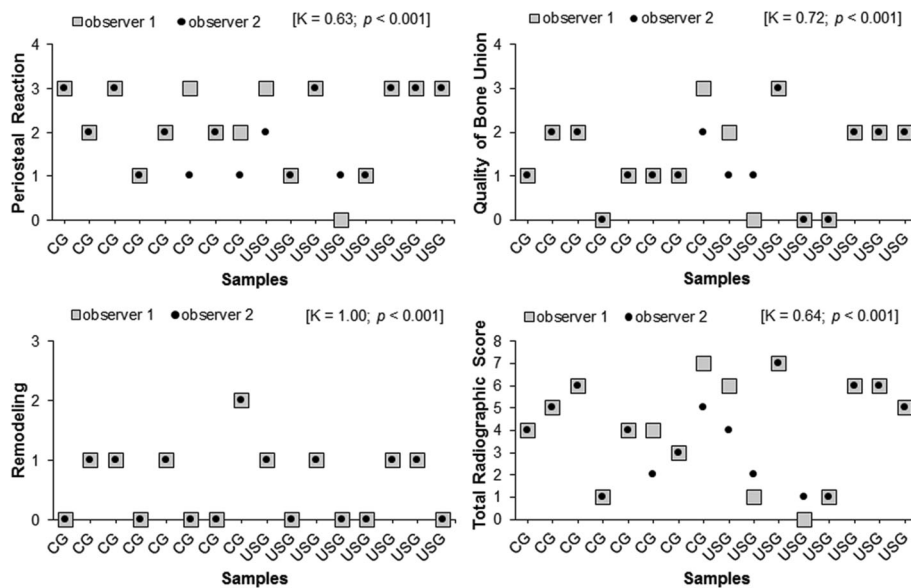 observer 1 observer 2 [K = 0.63; p < 0.001]
Periosteal Reaction
4
3
2
1
0
CG CG CG CG CG CG CG CG USG USG USG USG USG USG USG USG
Samples
observer 1 observer 2 [K = 0.72; p < 0.001]
Quality of Bone Union
4
3
2
1
0
CG CG CG CG CG CG CG CG USG USG USG USG USG USG USG USG
Samples
observer 1 observer 2 [K = 1.00; p < 0.001]
Remodeling
3
2
1
0
CG CG CG CG CG CG CG CG USG USG USG USG USG USG USG USG
Samples
observer 1 observer 2 [K = 0.64; p < 0.001]
Total Radiographic Score
8
7
6
5
4
3
2
1
0
CG CG CG CG CG CG CG CG USG USG USG USG USG USG USG USG
Samples